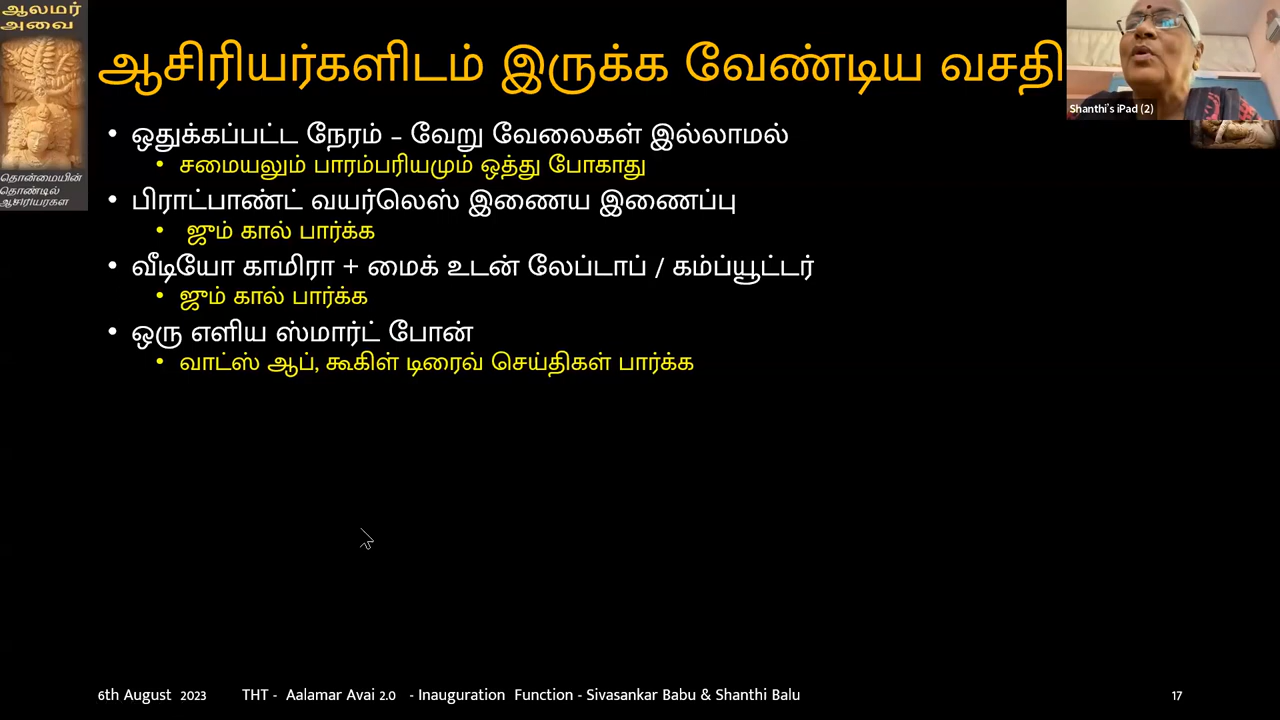 ஆலமர்
அவை
தொன்மையின்
தொண்டில்
ஆசிரியர்கள்
ஆசிரியர்களிடம் இருக்க வேண்டிய வசதி
Shanthi's iPad (2)
• ஒதுக்கப்பட்ட நேரம் – வேறு வேலைகள் இல்லாமல்
• சமையலும் பாரம்பரியமும் ஒத்து போகாது
• பிராட்பாண்ட் வயர்லெஸ் இணைய இணைப்பு
• ஜும் கால் பார்க்க
• வீடியோ காமிரா + மைக் உடன் லேப்டாப் / கம்ப்யூட்டர்
• ஜும் கால் பார்க்க
• ஒரு எளிய ஸ்மார்ட் போன்
• வாட்ஸ் ஆப், கூகிள் டிரைவ் செய்திகள் பார்க்க
6th August 2023 THT - Aalamar Avai 2.0 - Inauguration Function - Sivasankar Babu & Shanthi Balu 17